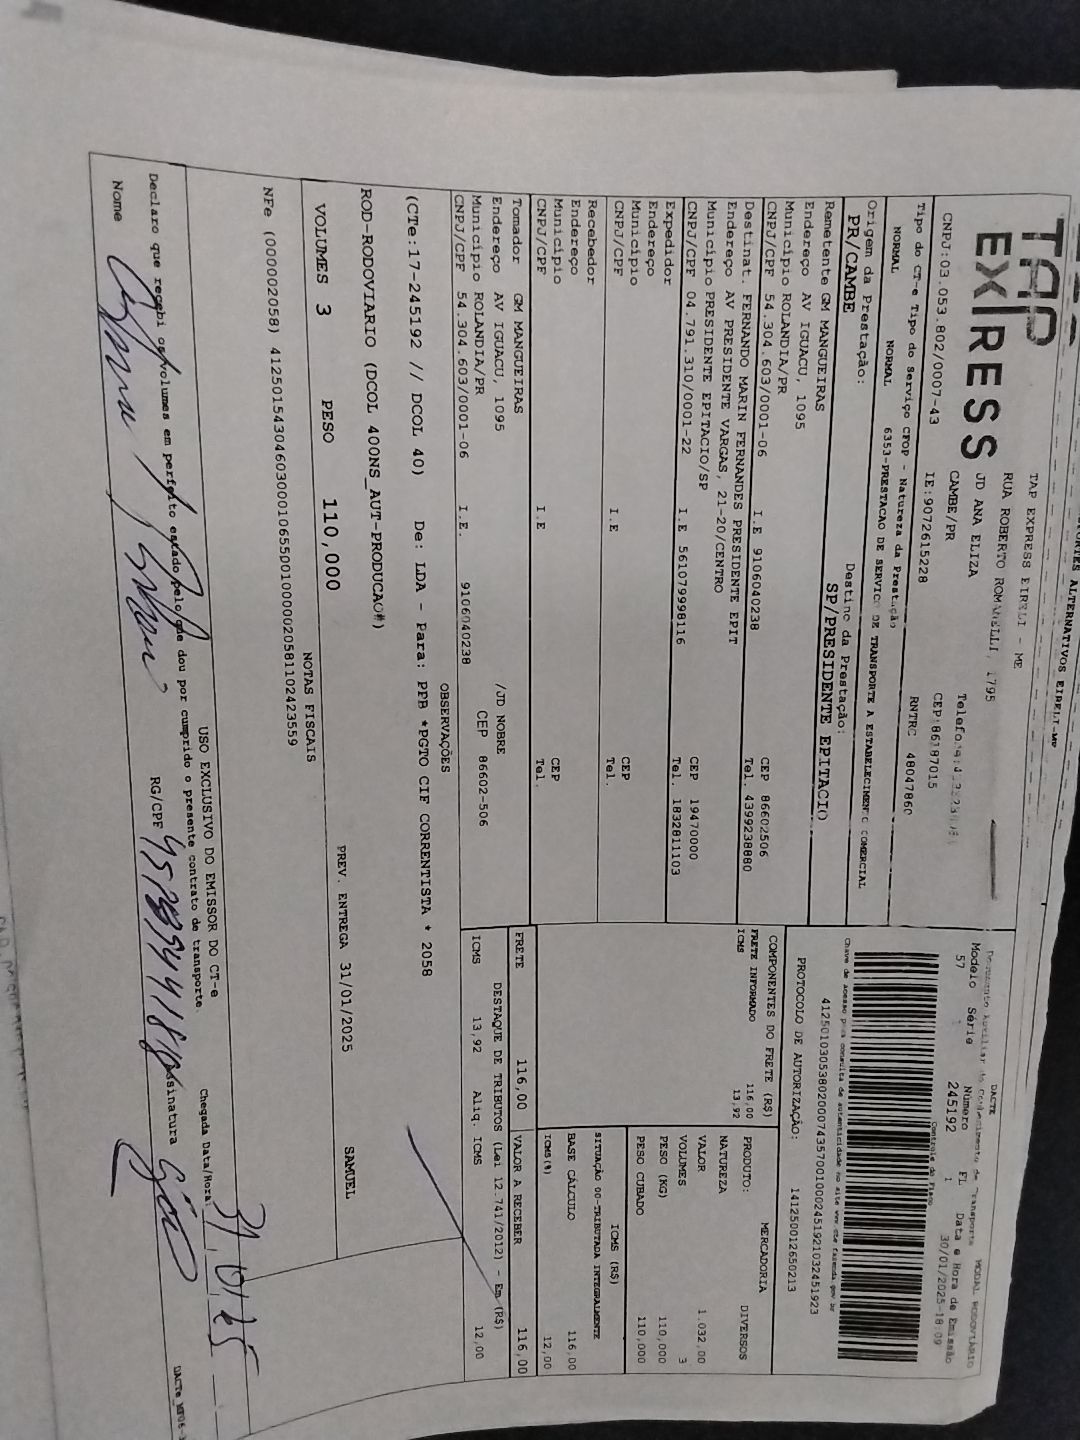 TAP
EXPRESS
TAP EXPRESS EIRELI - ME
RUA ROBERTO ROMANELLI, 1795
JD ANA ELIZA
CAMBE/PR
CEP:86187015
CNPJ:03.053.802/0007-43 IE:9072615228 RNTRC 48047860
DACTE
MODAL RODOVIÁRIO
Modelo Série Número FL Data e Hora de Emissão
57 1 245192 1 30/01/2025-18:09
Controle do Fisco
Tipo do CT-e Tipo do Serviço CFOP - Natureza da Prestação
NORMAL NORMAL 6353-PRESTACAO DE SERVICO DE TRANSPORTE A ESTABELECIMENTO COMERCIAL
Chave de acesso para consulta de autenticidade no site www.cte.fazenda.gov.br
Origem da Prestação: Destino da Prestação:
PR/CAMBE SP/PRESIDENTE EPITACIO
PROTOCOLO DE AUTORIZAÇÃO: 141250012650213
Remetente GM MANGUEIRAS
Endereço AV IGUACU, 1095
Município ROLANDIA/PR CEP 86602506
CNPJ/CPF 54.304.603/0001-06 I.E 9106040238 Tel. 4399238880
Destinat. FERNANDO MARIN FERNANDES PRESIDENTE EPIT
Endereço AV PRESIDENTE VARGAS, 21-20/CENTRO
Município PRESIDENTE EPITACIO/SP CEP 19470000
CNPJ/CPF 04.791.310/0001-22 I.E 561079998116 Tel. 1832811103
Expedidor
Endereço
Município CEP
CNPJ/CPF I.E Tel.
Recebedor
Endereço
Município CEP
CNPJ/CPF I.E Tel.
COMPONENTES DO FRETE (R$)
FRETE INFORMADO 116,00
ICMS 13,92
PRODUTO: MERCADORIA
NATUREZA DIVERSOS
VALOR 1.032,00
VOLUMES 3
PESO (KG) 110,000
PESO CUBADO 110,000
ICMS (R$)
SITUAÇÃO 00-TRIBUTADA INTEGRALMENTE
BASE CÁLCULO 116,00
ICMS(%) 12,00
Tomador GM MANGUEIRAS
Endereço AV IGUACU, 1095 /JD NOBRE
Município ROLANDIA/PR CEP 86602-506
CNPJ/CPF 54.304.603/0001-06 I.E. 9106040238
FRETE 116,00 VALOR A RECEBER 116,00
DESTAQUE DE TRIBUTOS (Lei 12.741/2012) - Em (R$)
ICMS 13,92 Aliq. ICMS 12,00
OBSERVAÇÕES
(CTe:17-245192 // DCOL 40) De: LDA - Para: PPB *PGTO CIF CORRENTISTA * 2058
ROD-RODOVIARIO (DCOL 400NS_AUT-PRODUCAO#)
VOLUMES 3 PESO 110,000 PREV. ENTREGA 31/01/2025 SAMUEL
NOTAS FISCAIS
NFe (000002058) 41250154304603000106550010000020581102423559
USO EXCLUSIVO DO EMISSOR DO CT-e
Declaro que recebi os volumes em perfeito estado pelo que dou por cumprido o presente contrato de transporte. Chegada Data/Hora: 31.01.25
Nome RG/CPF Assinatura